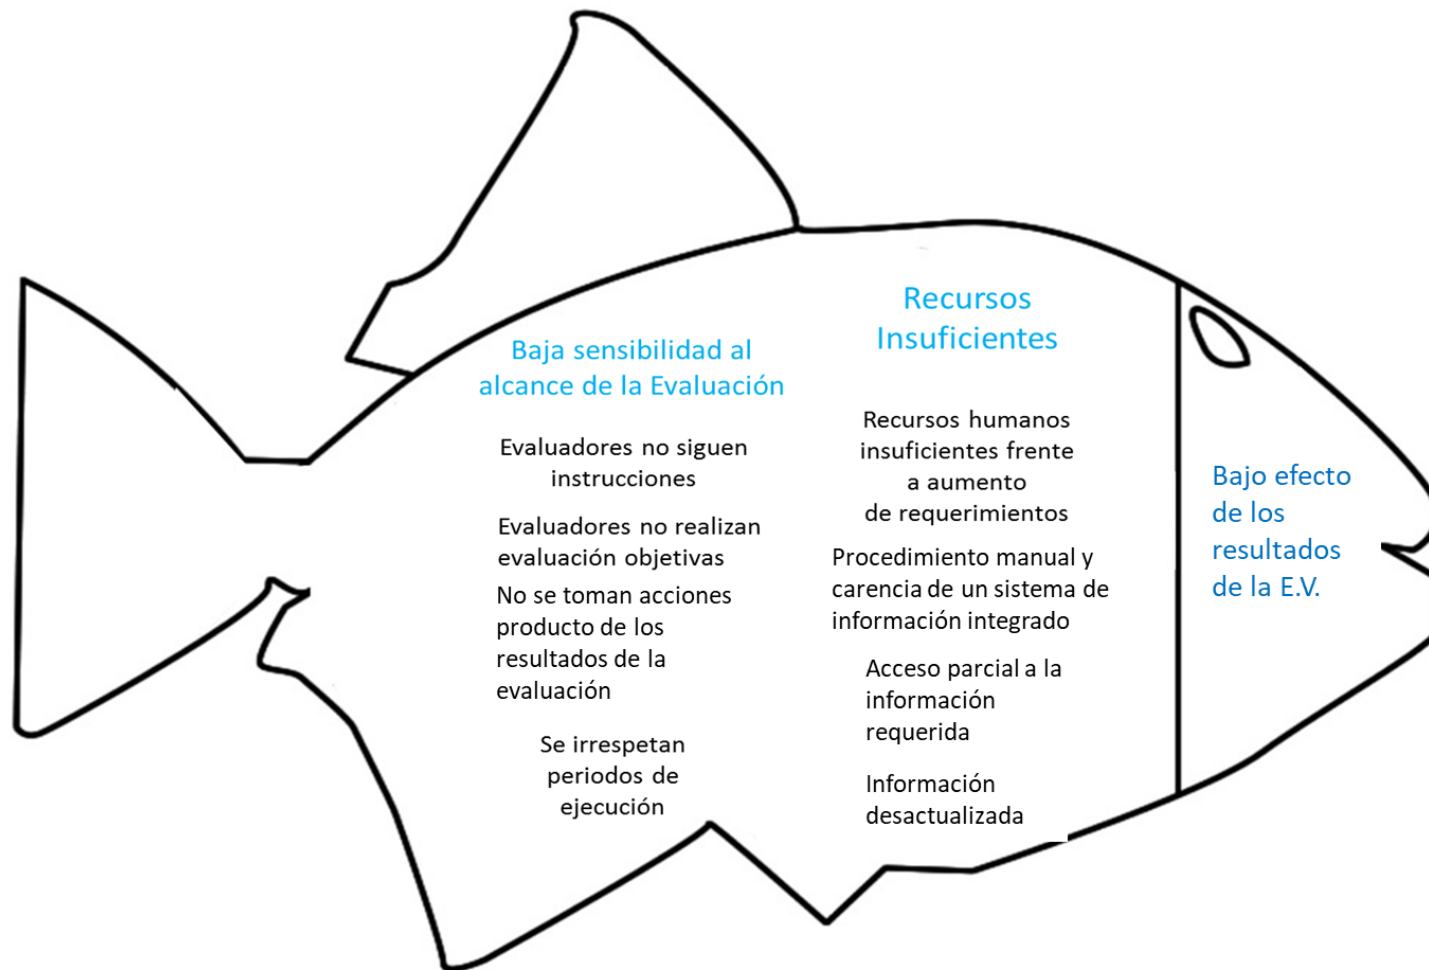 Baja sensibilidad al
alcance de la Evaluación
Evaluadores no siguen
instrucciones
Evaluadores no realizan
evaluación objetivas
No se toman acciones
producto de los
resultados de la
evaluación
Se irrespetan
periodos de
ejecución
Recursos
Insuficientes
Recursos humanos
insuficientes frente
a aumento
de requerimientos
Procedimiento manual y
carencia de un sistema de
información integrado
Acceso parcial a la
información
requerida
Información
desactualizada
Bajo efecto
de los
resultados
de la E.V.